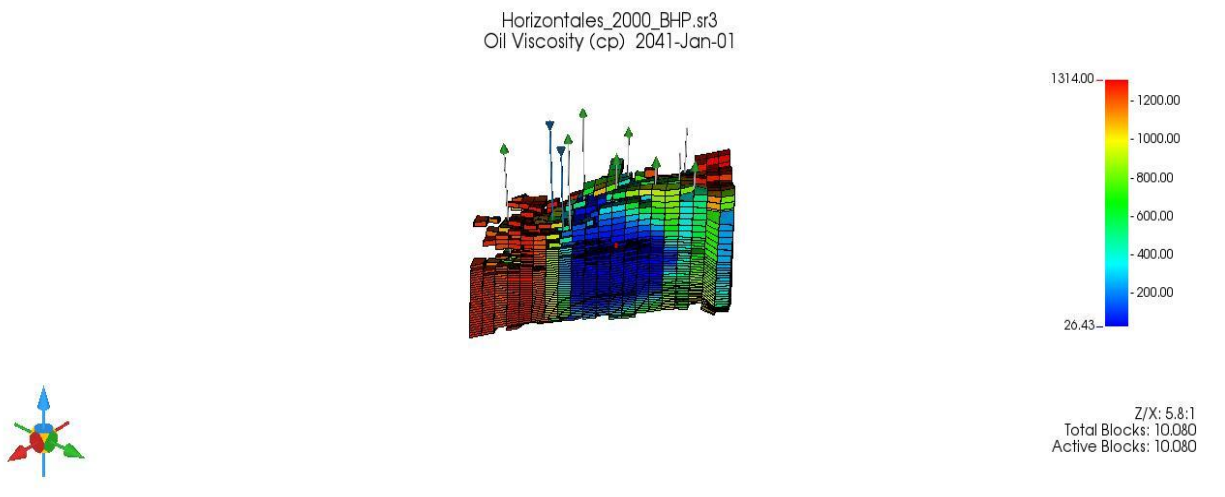 Horizontales_2000_BHP.sr3
Oil Viscosity (cp) 2041-Jan-01
1314.00
1200.00
1000.00
800.00
600.00
400.00
200.00
26.43
Z/X: 5.8:1
Total Blocks: 10.080
Active Blocks: 10.080